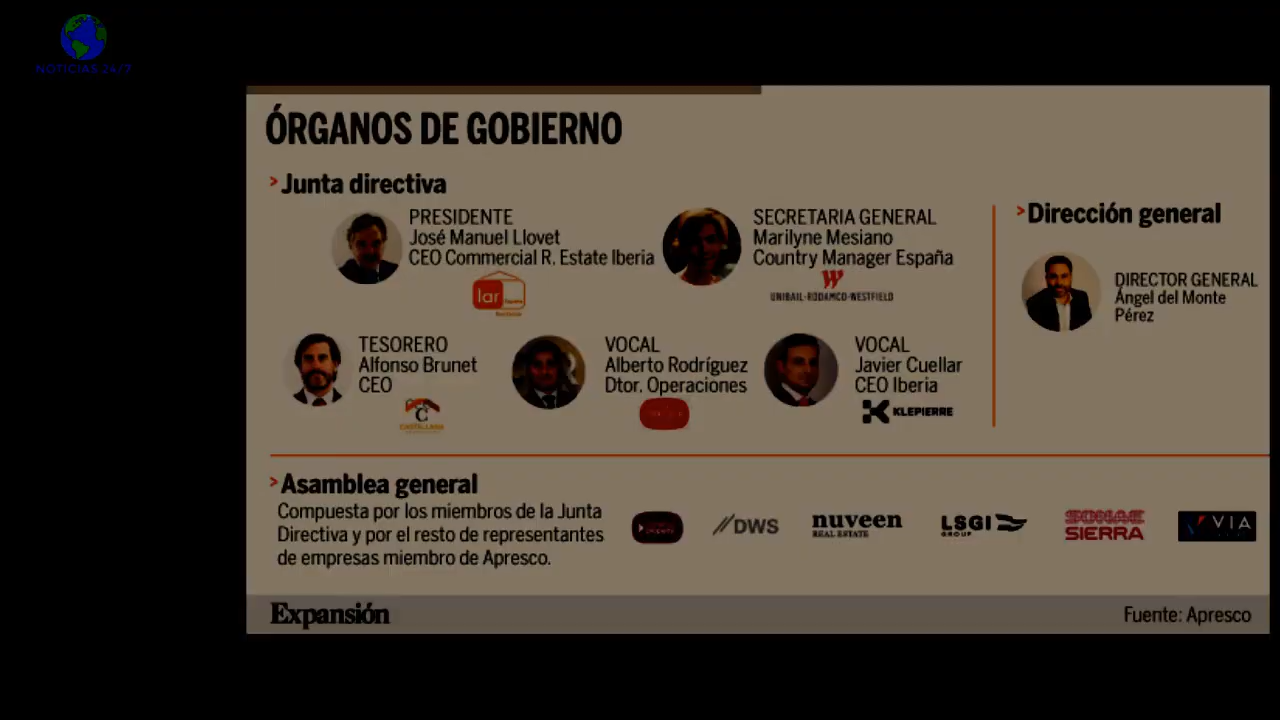 NOTICIAS 24/7
ÓRGANOS DE GOBIERNO
> Junta directiva
PRESIDENTE
José Manuel Llovet
CEO Commercial R. Estate Iberia
lar
SECRETARIA GENERAL
Marilyne Mesiano
Country Manager España
UNIBAIL-RODAMCO-WESTFIELD
TESORERO
Alfonso Brunet
CEO
CASTELLANA
VOCAL
Alberto Rodríguez
Dtor. Operaciones
VOCAL
Javier Cuellar
CEO Iberia
KLEPIERRE
> Dirección general
DIRECTOR GENERAL
Ángel del Monte
Pérez
> Asamblea general
Compuesta por los miembros de la Junta
Directiva y por el resto de representantes
de empresas miembro de Apresco.
DWS
nuveen
REAL ESTATE
LSGI
GROUP
SONAE
SIERRA
VIA
Expansión
Fuente: Apresco